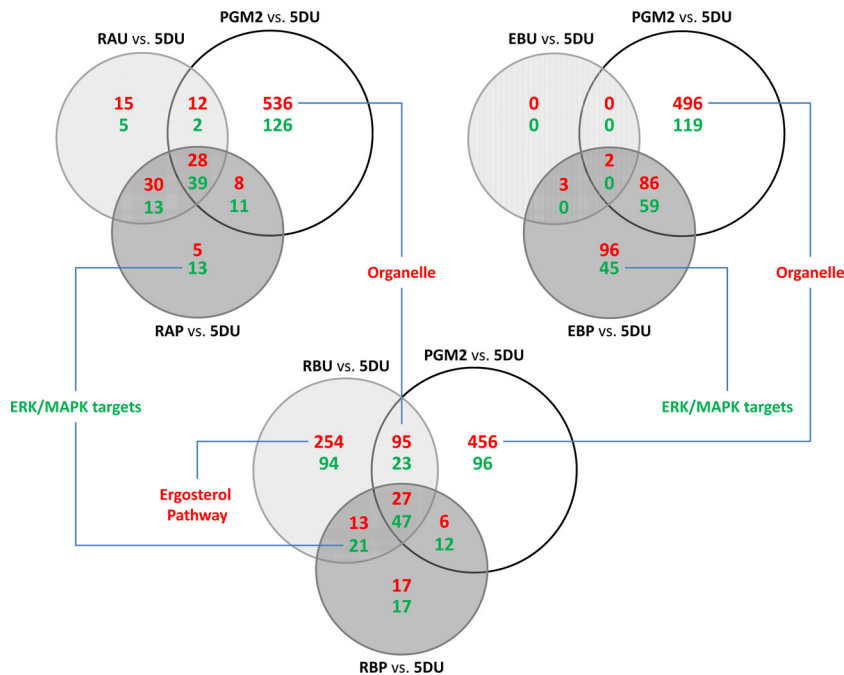 PGM2 vs. 5DU
RAU vs. 5DU
15
5
12
2
536
126
28
39
30
13
8
11
5
13
RAP vs. 5DU
PGM2 vs. 5DU
EBU vs. 5DU
0
0
0
0
496
119
2
0
3
0
86
59
96
45
EBP vs. 5DU
Organelle
Organelle
ERK/MAPK targets
ERK/MAPK targets
RBU vs. 5DU
PGM2 vs. 5DU
254
94
95
23
456
96
27
47
13
21
6
12
17
17
Ergosterol
Pathway
RBP vs. 5DU